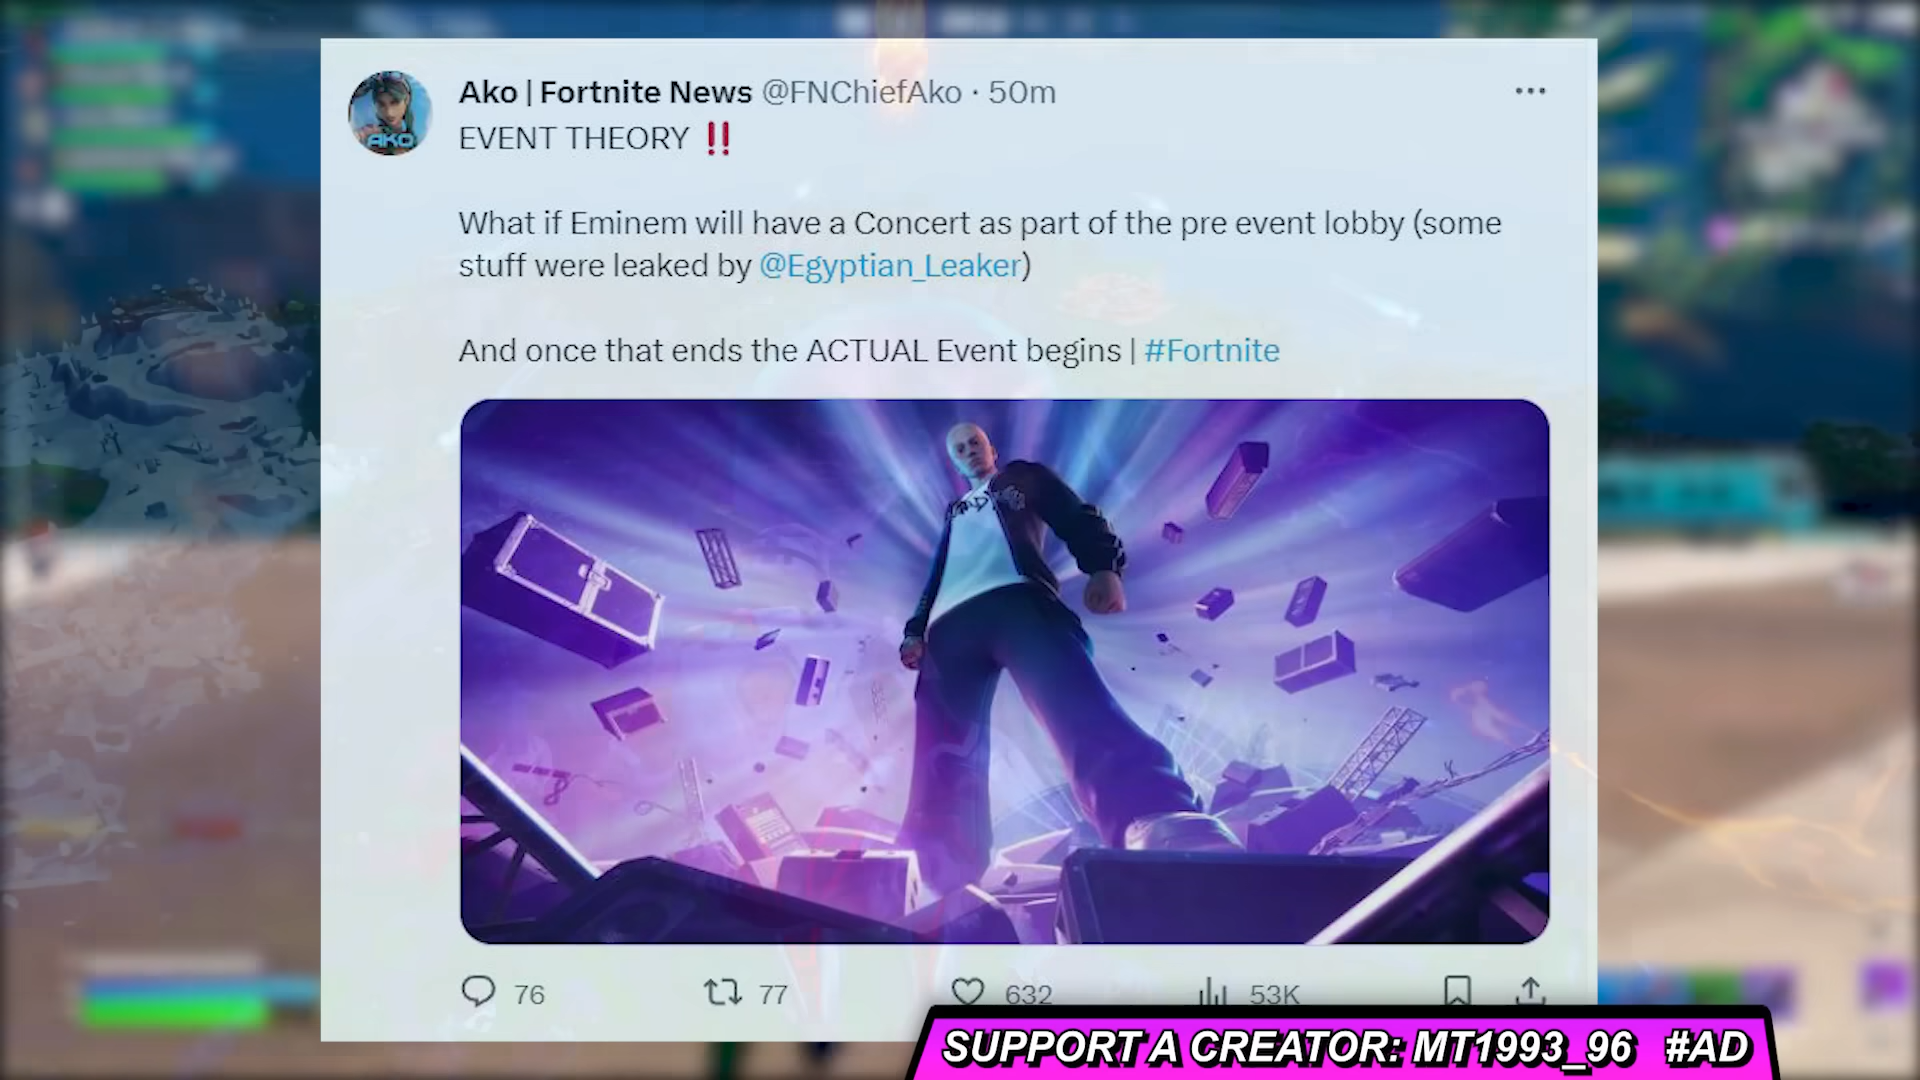 Ako | Fortnite News @FNChiefAko · 50m
EVENT THEORY ‼️
What if Eminem will have a Concert as part of the pre event lobby (some
stuff were leaked by @Egyptian_Leaker)
And once that ends the ACTUAL Event begins | #Fortnite
AKO
76 77 632 53K
SUPPORT A CREATOR: MT1993_96 #AD